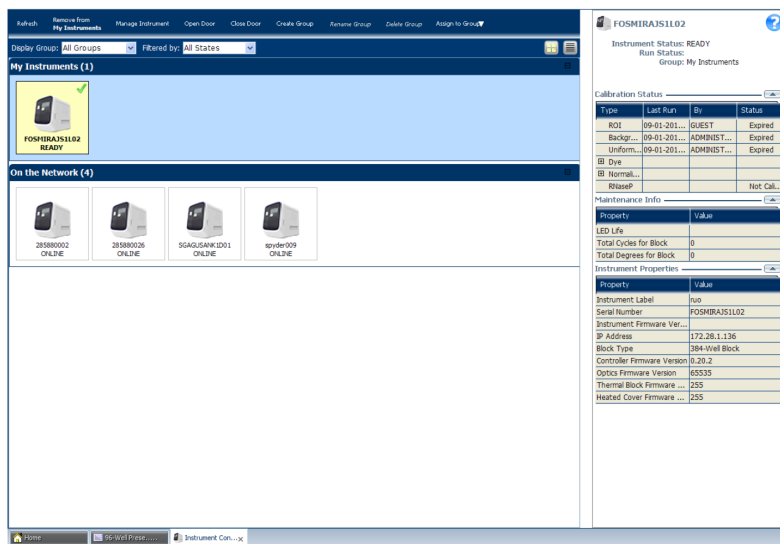 Refresh
Remove from
My Instruments
Manage Instrument
Open Door
Close Door
Create Group
Rename Group
Delete Group
Assign to Group
Display Group: All Groups
Filtered by: All States
My Instruments (1)
FOSMIRAJS1L02
READY
On the Network (4)
285880002
ONLINE
285880026
ONLINE
SGAGUSANK1D01
ONLINE
spyder009
ONLINE
FOSMIRAJS1L02
Instrument Status: READY
Run Status:
Group: My Instruments
Calibration Status
Type Last Run By Status
ROI 09-01-201... GUEST Expired
Backgr... 09-01-201... ADMINIST... Expired
Uniform... 09-01-201... ADMINIST... Expired
Dye
Normali...
RNaseP Not Cali...
Maintenance Info
Property Value
LED Life
Total Cycles for Block 0
Total Degrees for Block 0
Instrument Properties
Property Value
Instrument Label ruo
Serial Number FOSMIRAJS1L02
Instrument Firmware Ver...
IP Address 172.28.1.136
Block Type 384-Well Block
Controller Firmware Version 0.20.2
Optics Firmware Version 65535
Thermal Block Firmware ... 255
Heated Cover Firmware ... 255
Home
96-Well Prese......
Instrument Con...x